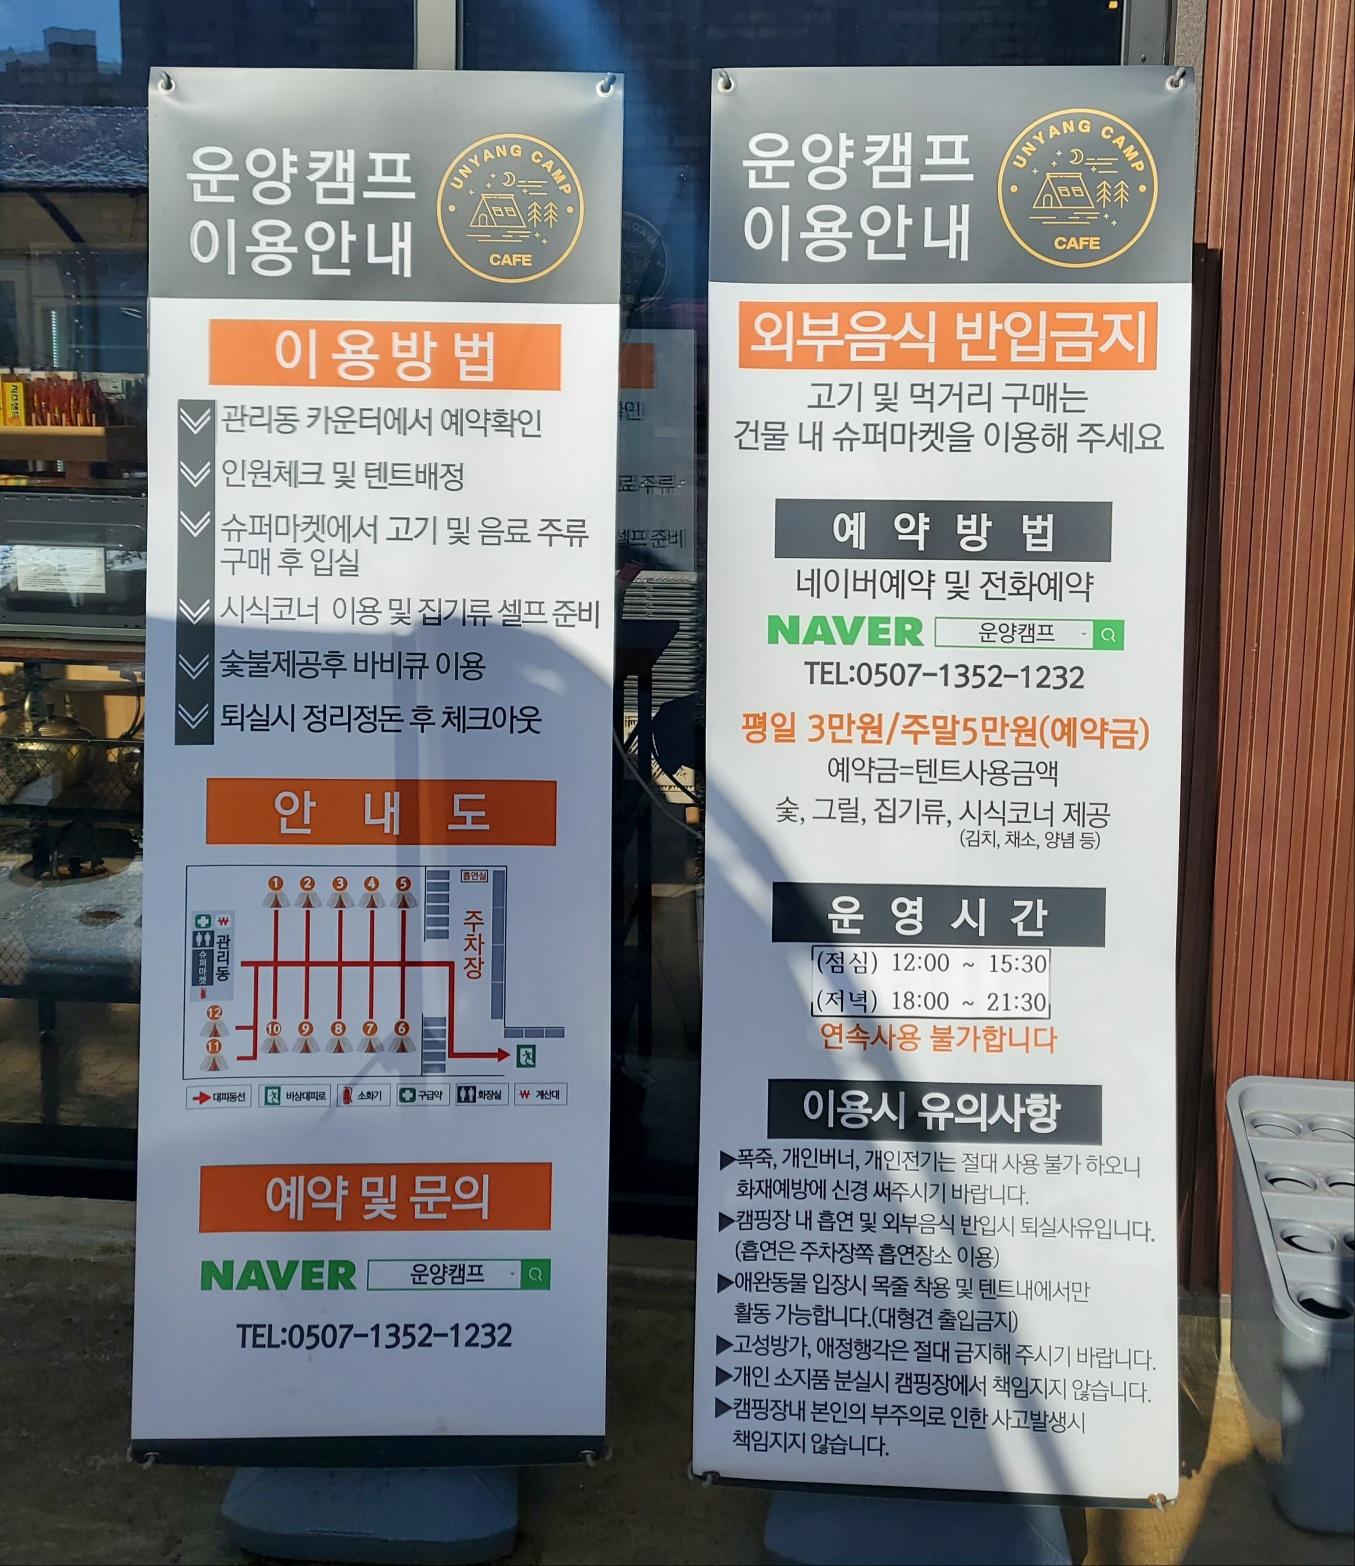 운양캠프
이용안내
UNYANG CAMP
CAFE
이용방법
관리동 카운터에서 예약확인
인원체크 및 텐트배정
슈퍼마켓에서 고기 및 음료 주류
구매 후 입실
시식코너 이용 및 집기류 셀프 준비
숯불제공후 바비큐 이용
퇴실시 정리정돈 후 체크아웃
안 내 도
1 2 3 4 5
흡연실
주차장
₩
관리동
슈퍼마켓
12
11
10 9 8 7 6
대피동선 비상대피로 소화기 구급약 화장실 ₩ 계산대
예약 및 문의
NAVER 운양캠프
TEL:0507-1352-1232
운양캠프
이용안내
UNYANG CAMP
CAFE
외부음식 반입금지
고기 및 먹거리 구매는
건물 내 슈퍼마켓을 이용해 주세요
예 약 방 법
네이버예약 및 전화예약
NAVER 운양캠프
TEL:0507-1352-1232
평일 3만원/주말5만원(예약금)
예약금=텐트사용금액
숯, 그릴, 집기류, 시식코너 제공
(김치, 채소, 양념 등)
운 영 시 간
(점심) 12:00 ~ 15:30
(저녁) 18:00 ~ 21:30
연속사용 불가합니다
이용시 유의사항
▶폭죽, 개인버너, 개인전기는 절대 사용 불가 하오니
화재예방에 신경 써주시기 바랍니다.
▶캠핑장 내 흡연 및 외부음식 반입시 퇴실사유입니다.
(흡연은 주차장쪽 흡연장소 이용)
▶애완동물 입장시 목줄 착용 및 텐트내에서만
활동 가능합니다.(대형견 출입금지)
▶고성방가, 애정행각은 절대 금지해 주시기 바랍니다.
▶개인 소지품 분실시 캠핑장에서 책임지지 않습니다.
▶캠핑장내 본인의 부주의로 인한 사고발생시
책임지지 않습니다.